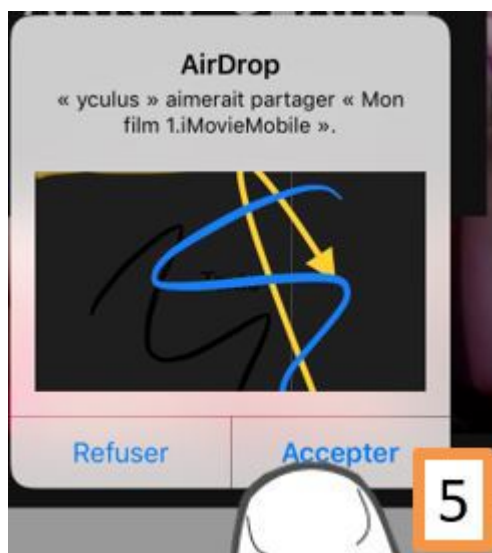 AirDrop
« yculus » aimerait partager « Mon
film 1.iMovieMobile ».
Refuser
Accepter
5